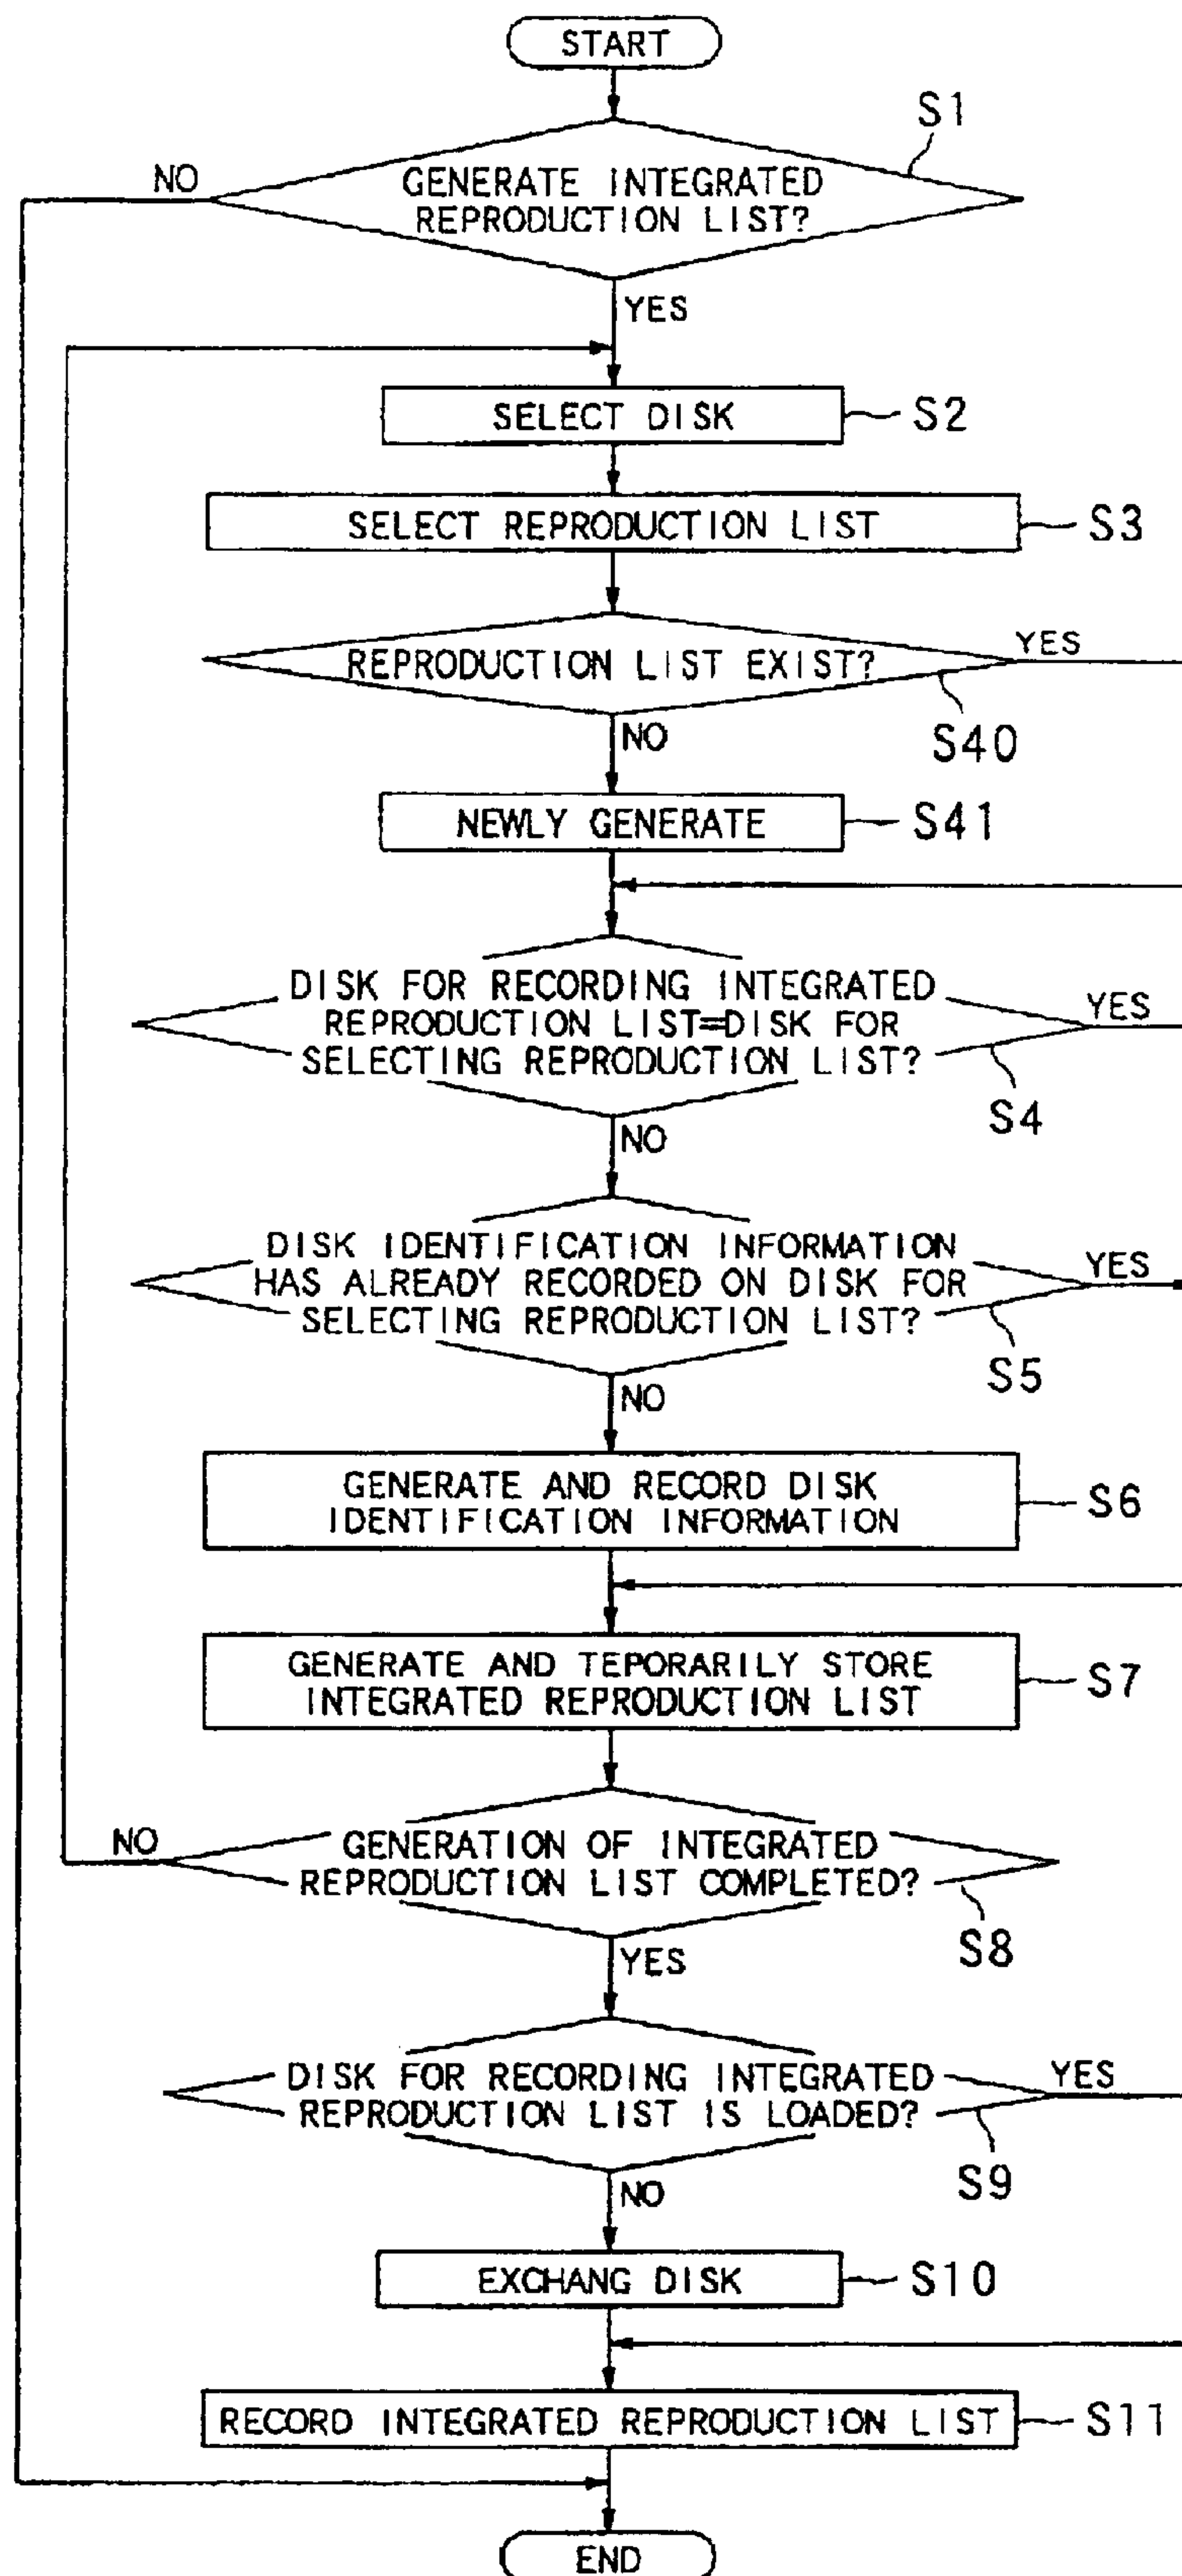 START
S1
NO
GENERATE INTEGRATED
REPRODUCTION LIST?
YES
SELECT DISK
S2
SELECT REPRODUCTION LIST
S3
REPRODUCTION LIST EXIST?
YES
S40
NO
NEWLY GENERATE
S41
DISK FOR RECORDING INTEGRATED
REPRODUCTION LIST=DISK FOR
SELECTING REPRODUCTION LIST?
YES
S4
NO
DISK IDENTIFICATION INFORMATION
HAS ALREADY RECORDED ON DISK FOR
SELECTING REPRODUCTION LIST?
YES
S5
NO
GENERATE AND RECORD DISK
IDENTIFICATION INFORMATION
S6
GENERATE AND TEPORARILY STORE
INTEGRATED REPRODUCTION LIST
S7
NO
GENERATION OF INTEGRATED
REPRODUCTION LIST COMPLETED?
S8
YES
DISK FOR RECORDING INTEGRATED
REPRODUCTION LIST IS LOADED?
YES
S9
NO
EXCHANG DISK
S10
RECORD INTEGRATED REPRODUCTION LIST
S11
END